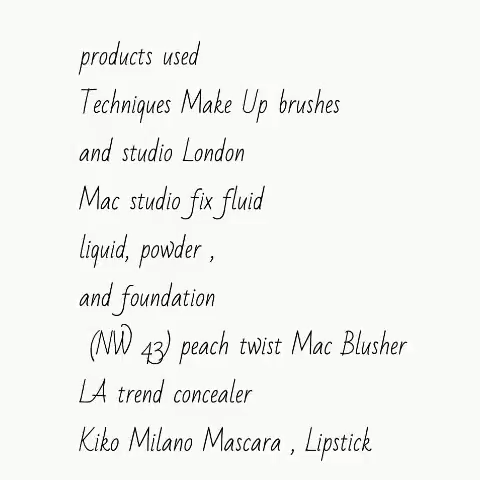 products used
Techniques Make Up brushes
and studio London
Mac studio fix fluid
liquid, powder ,
and foundation
(NW 43) peach twist Mac Blusher
LA trend concealer
Kiko Milano Mascara , Lipstick